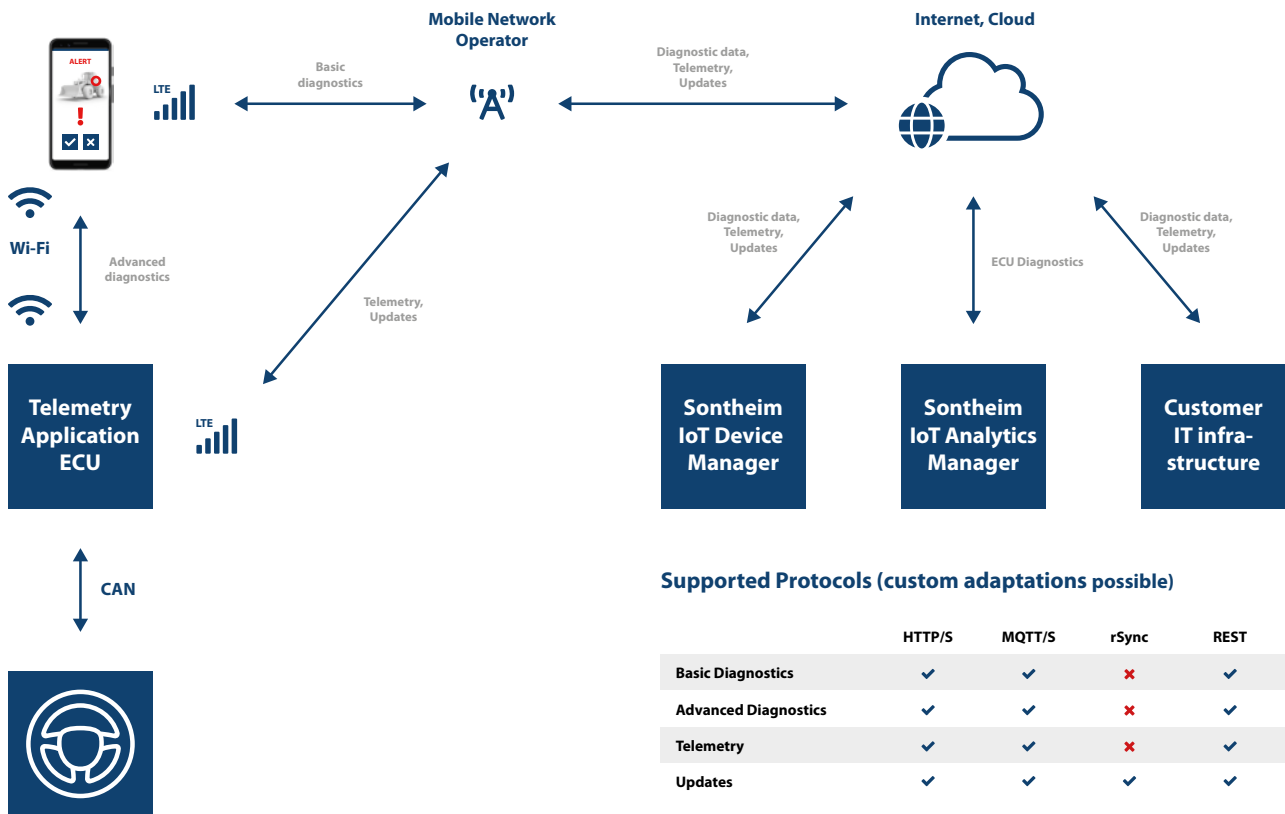 Mobile Network
Operator
Internet, Cloud
ALERT
LTE
Basic
diagnostics
Diagnostic data,
Telemetry,
Updates
Wi-Fi
Advanced
diagnostics
Telemetry,
Updates
Diagnostic data,
Telemetry,
Updates
ECU Diagnostics
Diagnostic data,
Telemetry,
Updates
Telemetry
Application
ECU
LTE
Sontheim
IoT Device
Manager
Sontheim
IoT Analytics
Manager
Customer
IT infra-
structure
CAN
Supported Protocols (custom adaptations possible)
HTTP/S MQTT/S rSync REST
Basic Diagnostics ✔ ✔ ✖ ✔
Advanced Diagnostics ✔ ✔ ✖ ✔
Telemetry ✔ ✔ ✖ ✔
Updates ✔ ✔ ✔ ✔